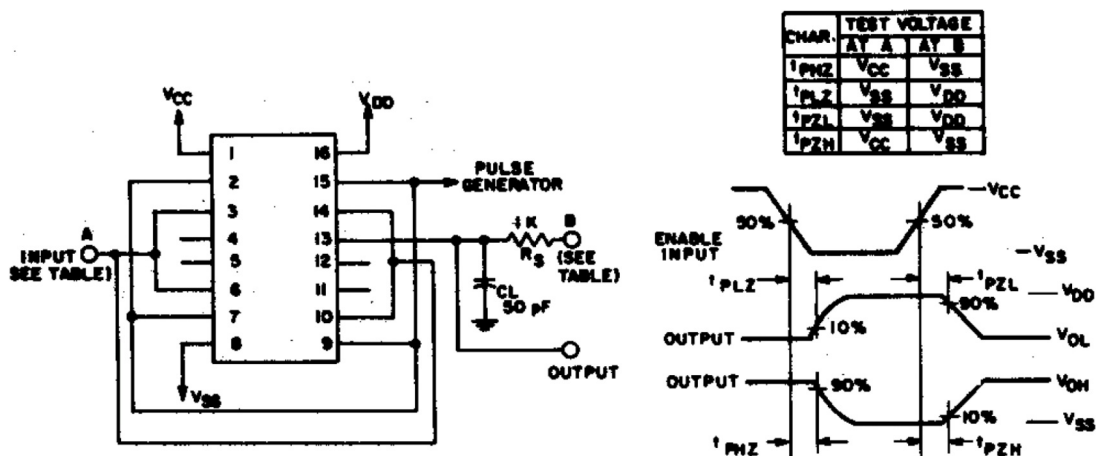 CHAR. TEST VOLTAGE
AT A AT B
tPHZ VCC VSS
tPLZ VSS VDD
tPZL VSS VDD
tPZH VCC VSS
VCC VDD
1 16
2 15
3 14
4 13
5 12
6 11
7 10
8 9
PULSE
GENERATOR
A
INPUT
SEE TABLE)
1K
RS
B
(SEE
TABLE)
CL
50 pF
OUTPUT
VSS
VCC
90% 50%
ENABLE
INPUT
VSS
tPLZ tPZL VDD
10% 90%
OUTPUT VOL
OUTPUT VOH
90% 10%
VSS
tPHZ tPZH